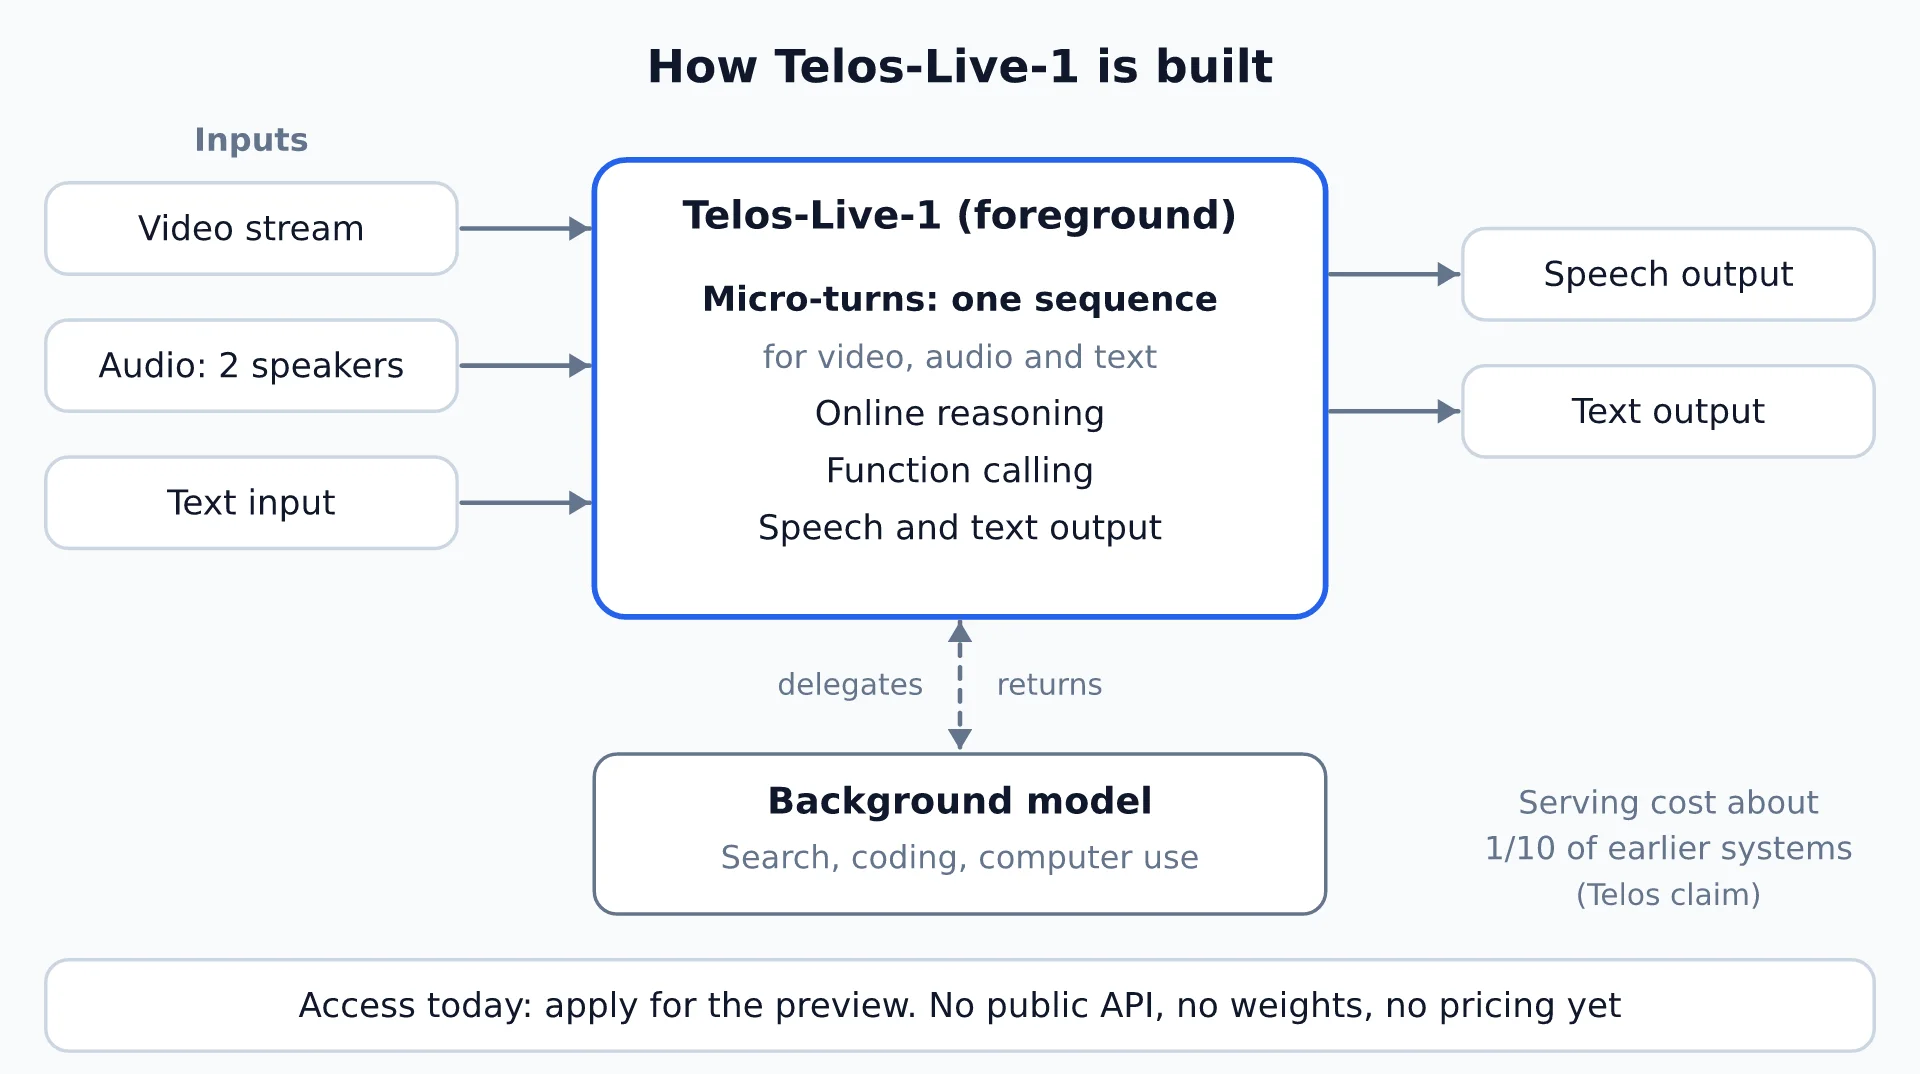 How Telos-Live-1 is built
Inputs
Video stream
Audio: 2 speakers
Text input
Telos-Live-1 (foreground)
Micro-turns: one sequence
for video, audio and text
Online reasoning
Function calling
Speech and text output
Speech output
Text output
delegates
returns
Background model
Search, coding, computer use
Serving cost about
1/10 of earlier systems
(Telos claim)
Access today: apply for the preview. No public API, no weights, no pricing yet